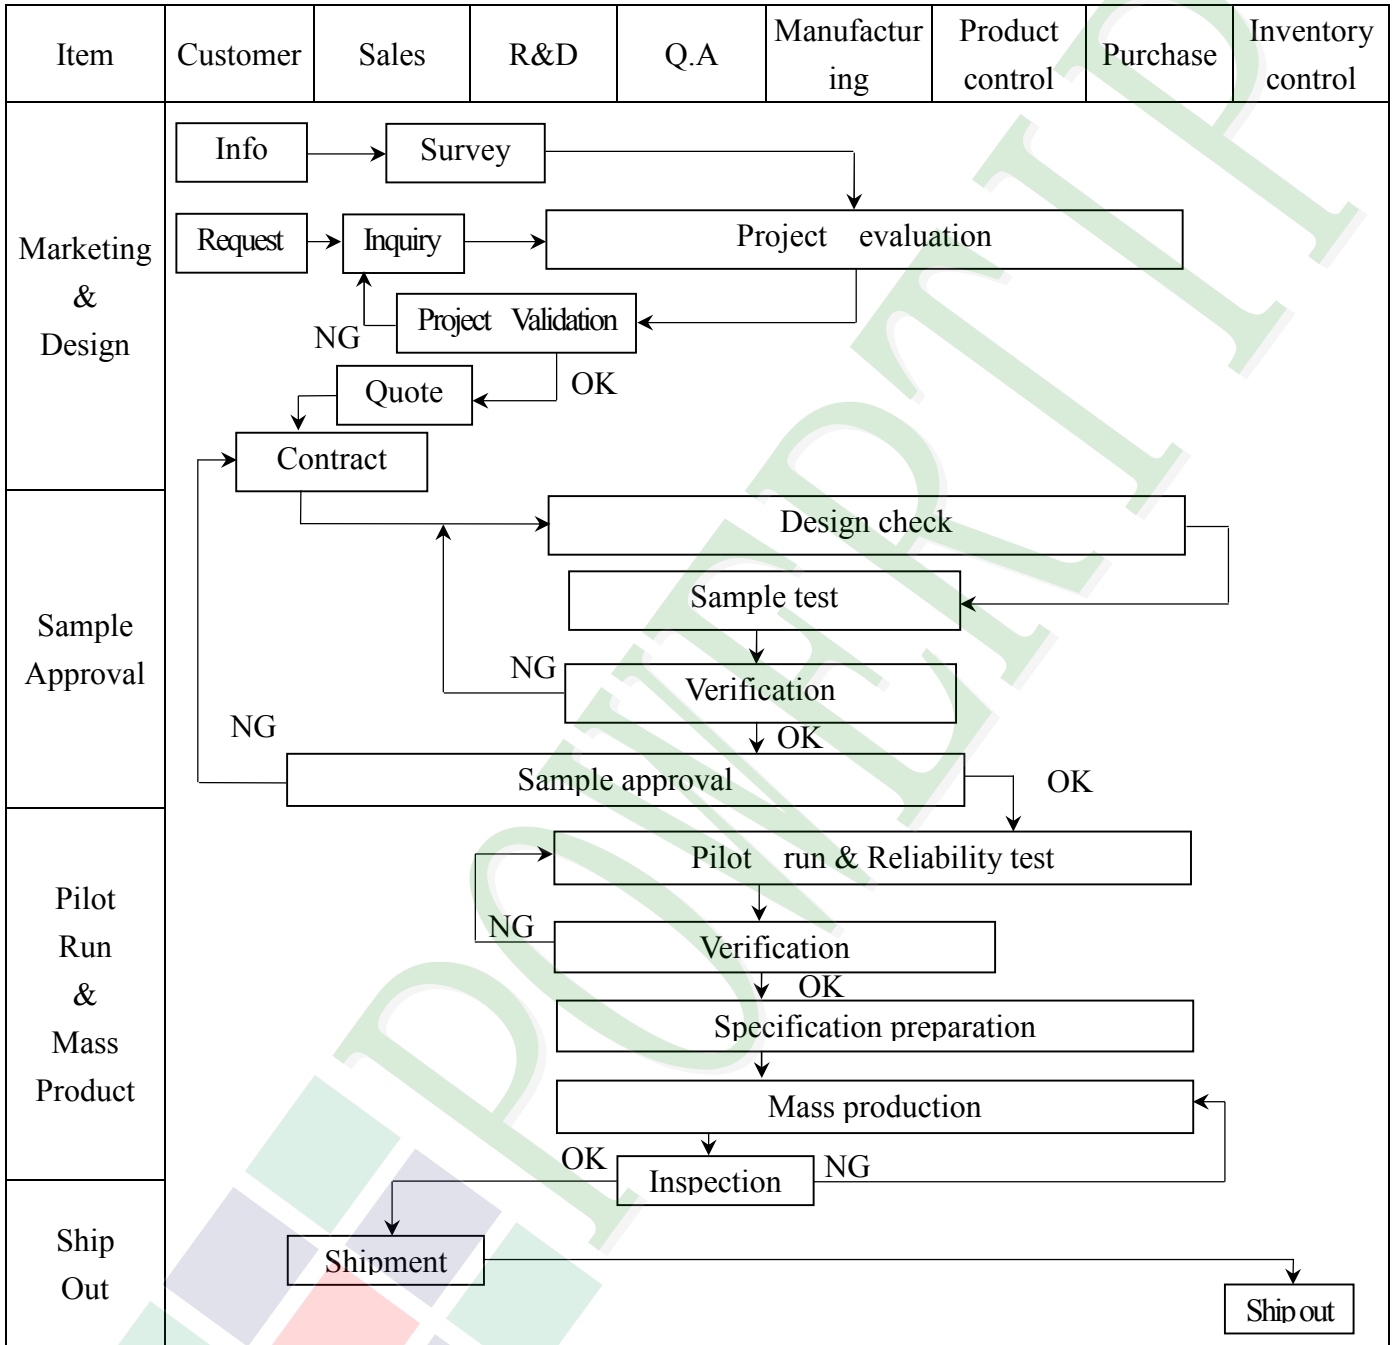 Item
Customer
Sales
R&D
Q.A
Manufactur
ing
Product
control
Purchase
Inventory
control
Marketing
&
Design
Info
Survey
Request
Inquiry
Project evaluation
NG
Project Validation
Quote
OK
Contract
Sample
Approval
Design check
Sample test
NG
Verification
NG
OK
Sample approval
OK
Pilot
Run
&
Mass
Product
Pilot run & Reliability test
NG
Verification
OK
Specification preparation
Mass production
OK
Inspection
NG
Ship
Out
Shipment
Ship out
POWERTIP